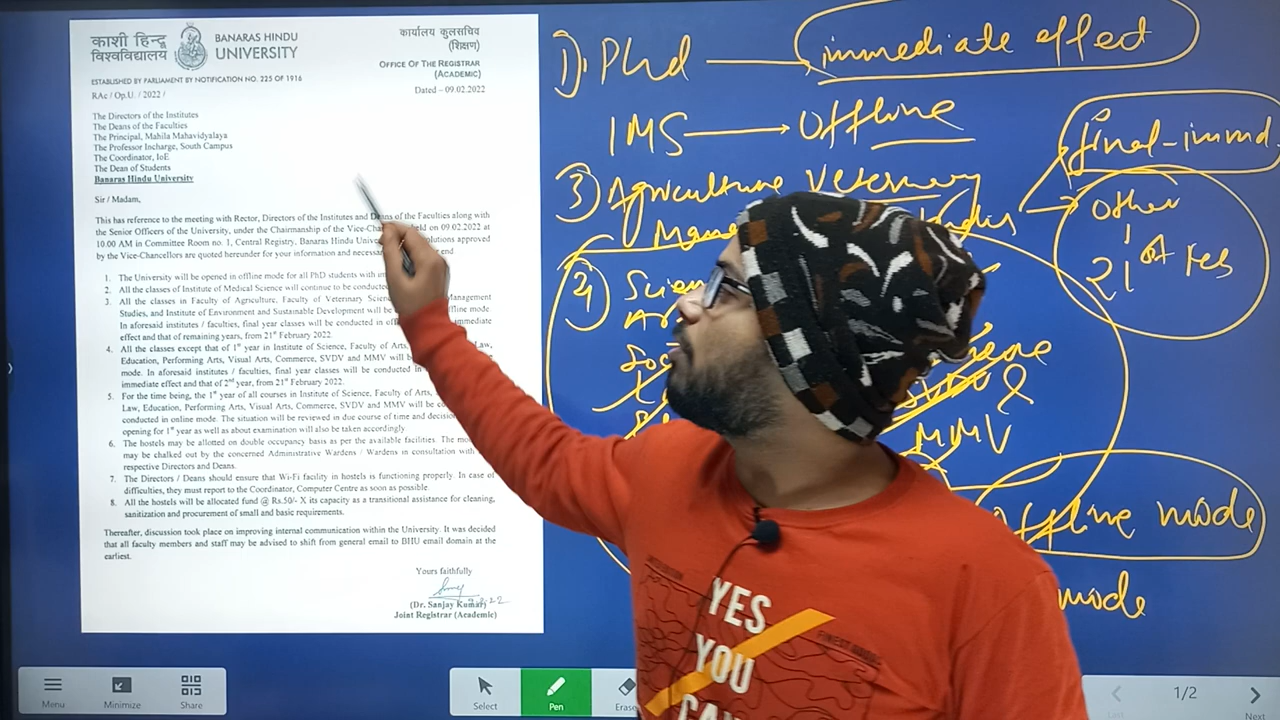 काशी हिन्दू
विश्वविद्यालय
BANARAS HINDU
UNIVERSITY
कार्यालय कुलसचिव
(शिक्षण)
OFFICE OF THE REGISTRAR
(ACADEMIC)
ESTABLISHED BY PARLIAMENT BY NOTIFICATION NO. 225 OF 1916
RAc / Op.U. / 2022 /
Dated – 09.02.2022
The Directors of the Institutes
The Deans of the Faculties
The Principal, Mahila Mahavidyalaya
The Professor Incharge, South Campus
The Coordinator, IoE
The Dean of Students
Banaras Hindu University
Sir / Madam,
This has reference to the meeting with Rector, Directors of the Institutes and Deans of the Faculties along with
the Senior Officers of the University, under the Chairmanship of the Vice-Chan held on 09.02.2022 at
10.00 AM in Committee Room no. 1, Central Registry, Banaras Hindu approved
by the Vice-Chancellors are quoted hereunder for your information and end
The University will be opened in offline mode for all PhD students with
2. All the classes of Institute of Medical Science will continue to be
3. All the classes in Faculty of Agriculture, Faculty of Veterinary Management
Studies, and Institute of Environment and Sustainable Development will be mode.
In aforesaid institutes / faculties, final year classes will be conducted in immediate
effect and that of remaining years, from 21st February 2022
4. All the classes except that of 1st year in Institute of Science, Faculty of Arts, Law,
Education, Performing Arts, Visual Arts, Commerce, SVDV and MMV will
mode. In aforesaid institutes / faculties, final year classes will be conducted
immediate effect and that of 2nd year, from 21st February 2022.
5. For the time being, the 1st year of all courses in Institute of Science, Faculty of Arts,
Law, Education, Performing Arts, Visual Arts, Commerce, SVDV and MMV will be
conducted in online mode. The situation will be reviewed in due course of time and
opening for 1st year as well as about examination will also be taken accordingly
6. The hostels may be allotted on double occupancy basis as per the available facilities. The
may be chalked out by the concerned Administrative Wardens / Wardens in consultation with
respective Directors and Deans.
7. The Directors / Deans should ensure that Wi-Fi facility in hostels is functioning properly. In case of
difficulties, they must report to the Coordinator, Computer Centre as soon as possible.
8. All the hostels will be allocated fund @ Rs.50/- X its capacity as a transitional assistance for cleaning,
sanitization and procurement of small and basic requirements.
Thereafter, discussion took place on improving internal communication within the University. It was decided
that all faculty members and staff may be advised to shift from general email to BHU email domain at the
earliest.
Yours faithfully
(Dr. Sanjay Kumar)
Joint Registrar (Academic)
1) Phd immediate effect
IMS offline
3) Agriculture Veterinary
final-immd.
Other
21st Feb
4)
&
MMV
offline mode
mode
YES
YOU
CAN
Menu Minimize Share
Select Pen
1/2
Next